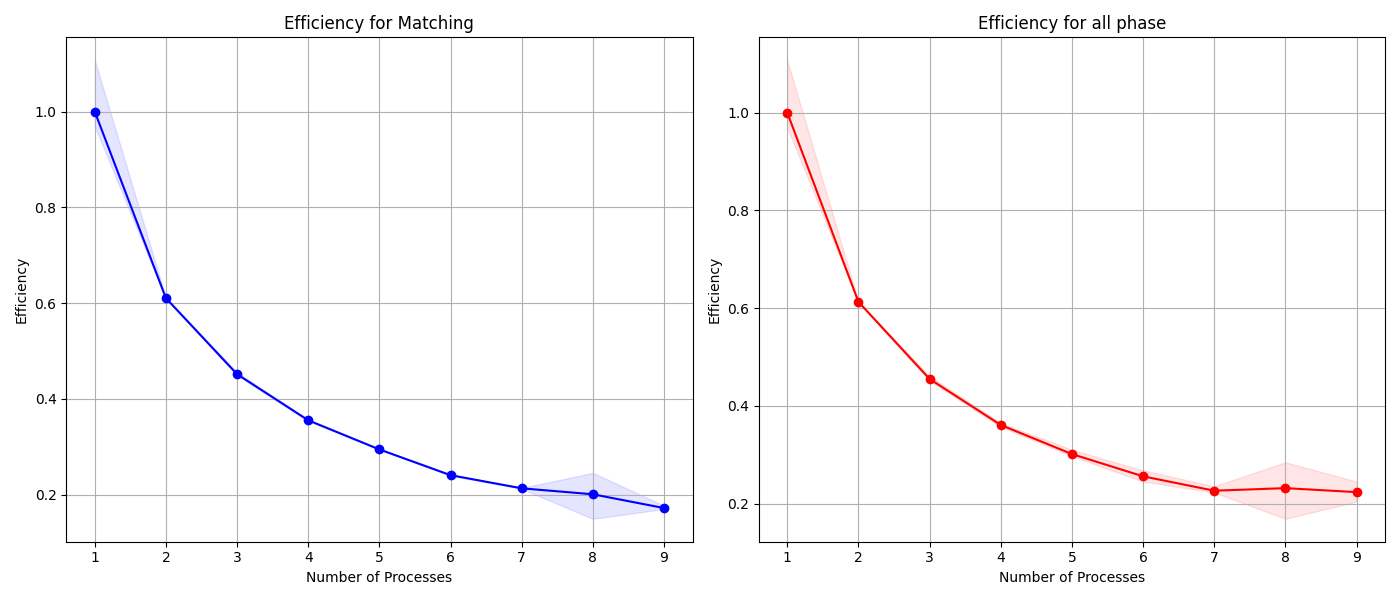 Efficiency for Matching
Efficiency
1.0
0.8
0.6
0.4
0.2
1 2 3 4 5 6 7 8 9
Number of Processes
Efficiency for all phase
Efficiency
1.0
0.8
0.6
0.4
0.2
1 2 3 4 5 6 7 8 9
Number of Processes